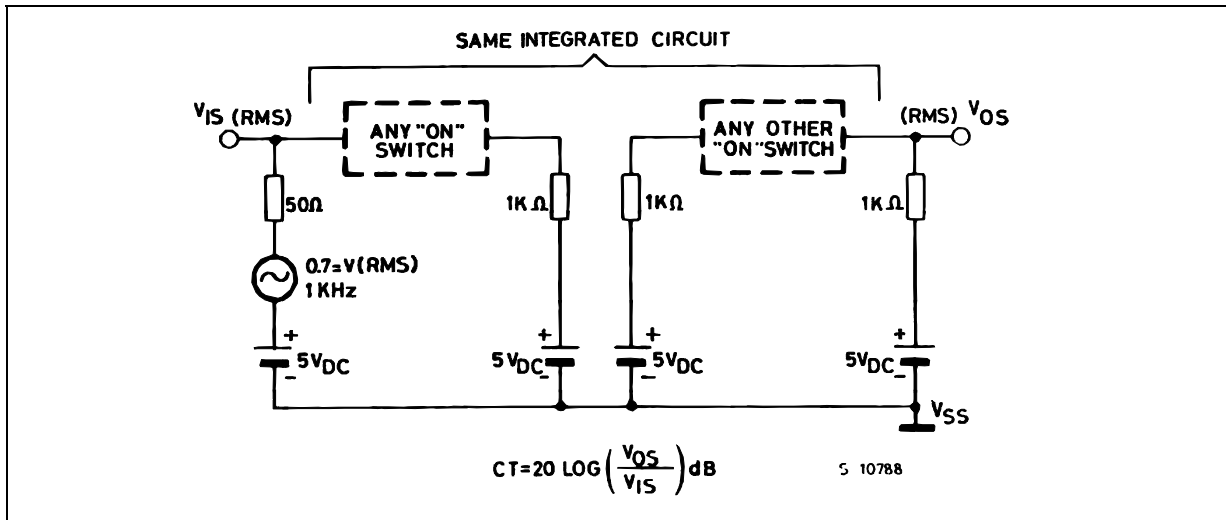 SAME INTEGRATED CIRCUIT
VIS (RMS)
ANY "ON"
SWITCH
ANY OTHER
"ON" SWITCH
(RMS) VOS
50Ω
1KΩ
1KΩ
1KΩ
0.7=V(RMS)
1KHz
+
5VDC
-
+
5VDC
-
+
5VDC
-
+
5VDC
-
VSS
CT=20 LOG(VOS/VIS)dB
S 10788